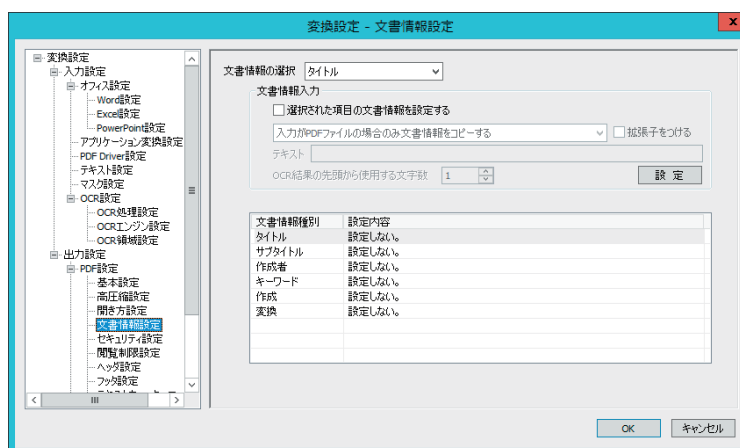 変換設定 - 文書情報設定
x
変換設定
入力設定
オフィス設定
Word設定
Excel設定
PowerPoint設定
アプリケーション変換設定
PDF Driver設定
テキスト設定
マスク設定
OCR設定
OCR処理設定
OCRエンジン設定
OCR領域設定
出力設定
PDF設定
基本設定
高圧縮設定
開き方設定
文書情報設定
セキュリティ設定
閲覧制限設定
ヘッダ設定
フッタ設定
文書情報の選択 タイトル
文書情報入力
選択された項目の文書情報を設定する
入力がPDFファイルの場合のみ文書情報をコピーする 拡張子をつける
テキスト
OCR結果の先頭から使用する文字数 1 設 定
文書情報種別 設定内容
タイトル 設定しない。
サブタイトル 設定しない。
作成者 設定しない。
キーワード 設定しない。
作成 設定しない。
変換 設定しない。
OK キャンセル